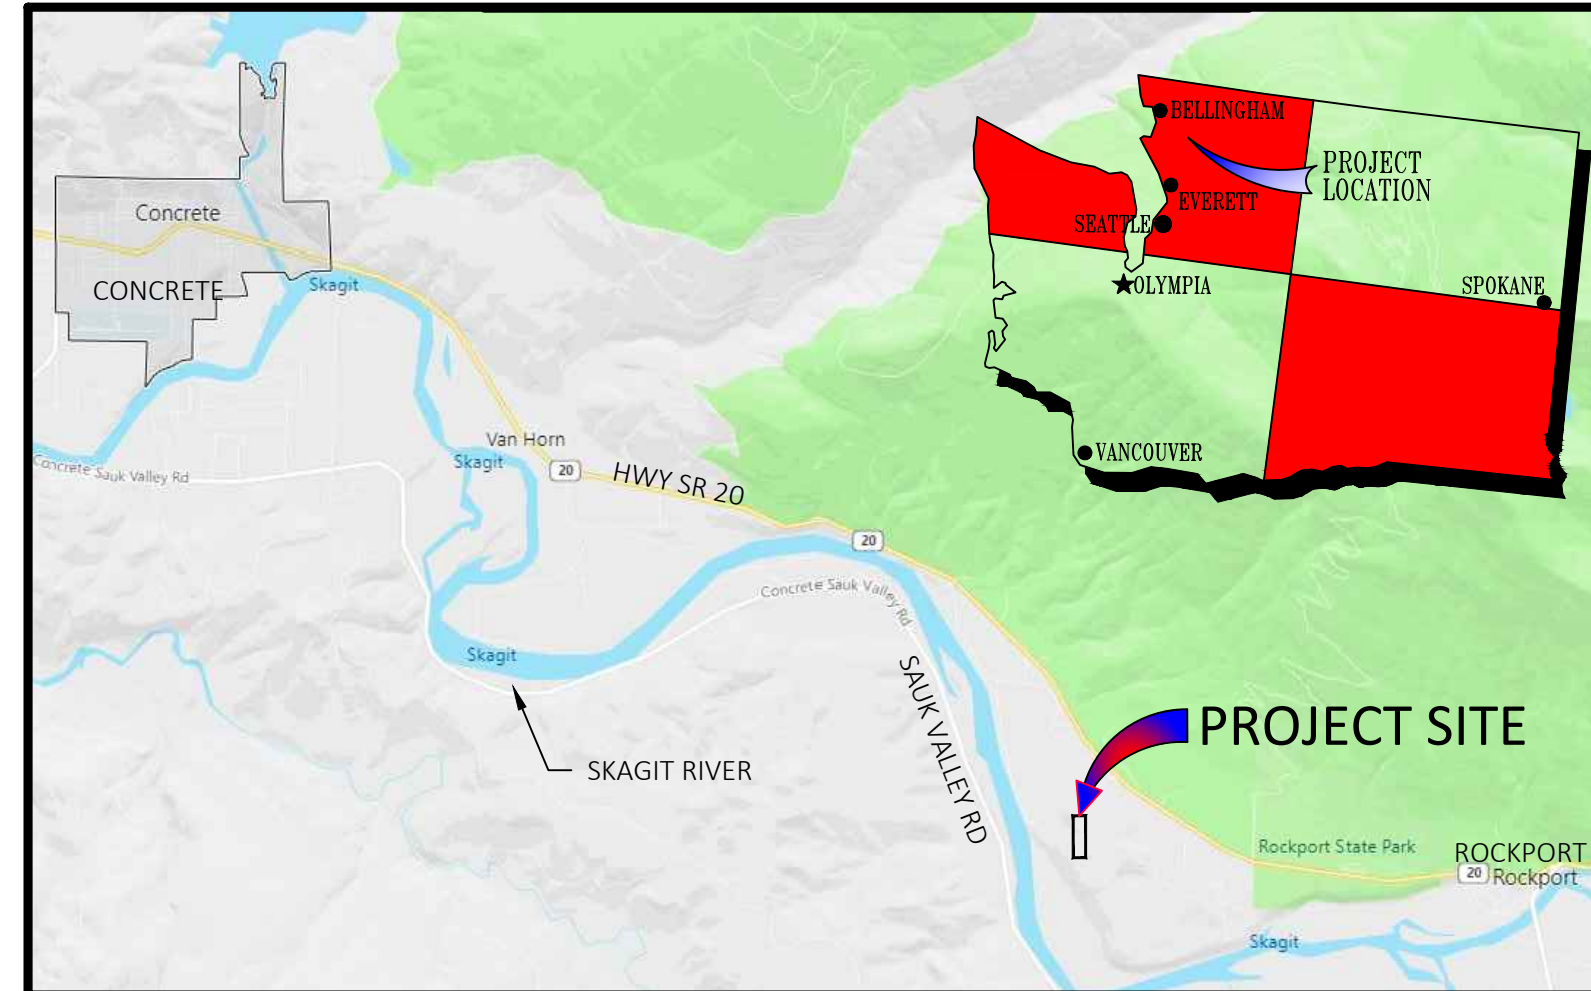 BELLINGHAM
PROJECT
LOCATION
EVERETT
SEATTLE
OLYMPIA
SPOKANE
VANCOUVER
Concrete
CONCRETE
Skagit
Van Horn
Skagit
20
HWY SR 20
Concrete Sauk Valley Rd
20
Concrete Sauk Valley Rd
Skagit
SAUK VALLEY RD
SKAGIT RIVER
PROJECT SITE
Rockport State Park
ROCKPORT
20
Rockport
Skagit